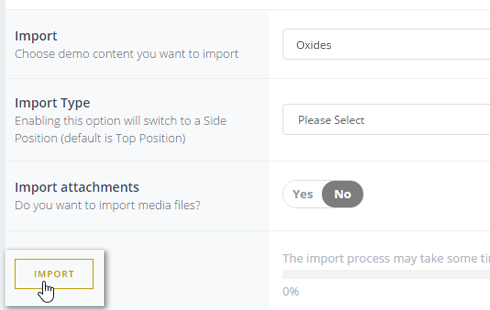 Import
Choose demo content you want to import
Oxides
Import Type
Enabling this option will switch to a Side
Position (default is Top Position)
Please Select
Import attachments
Do you want to import media files?
Yes No
IMPORT
The import process may take some
0%